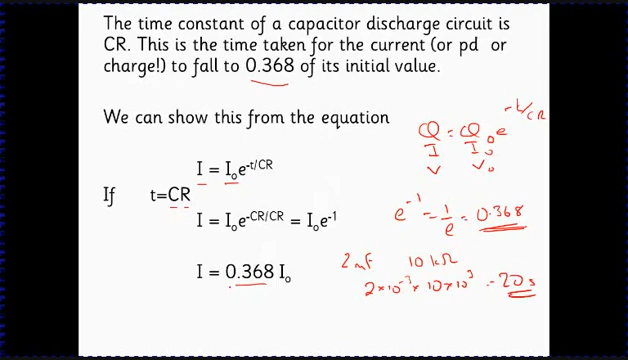 The time constant of a capacitor discharge circuit is
CR. This is the time taken for the current (or pd or
charge!) to fall to 0.368 of its initial value.
We can show this from the equation
Q = Q₀e^-t/CR
I I₀
V V₀
I = I₀e^-t/CR
If t=CR
e^-1 = 1/e = 0.368
I = I₀e^-CR/CR = I₀e^-1
2 mF 10 kΩ
I = 0.368 I₀
2×10^-3 × 10×10^3 = 20 s